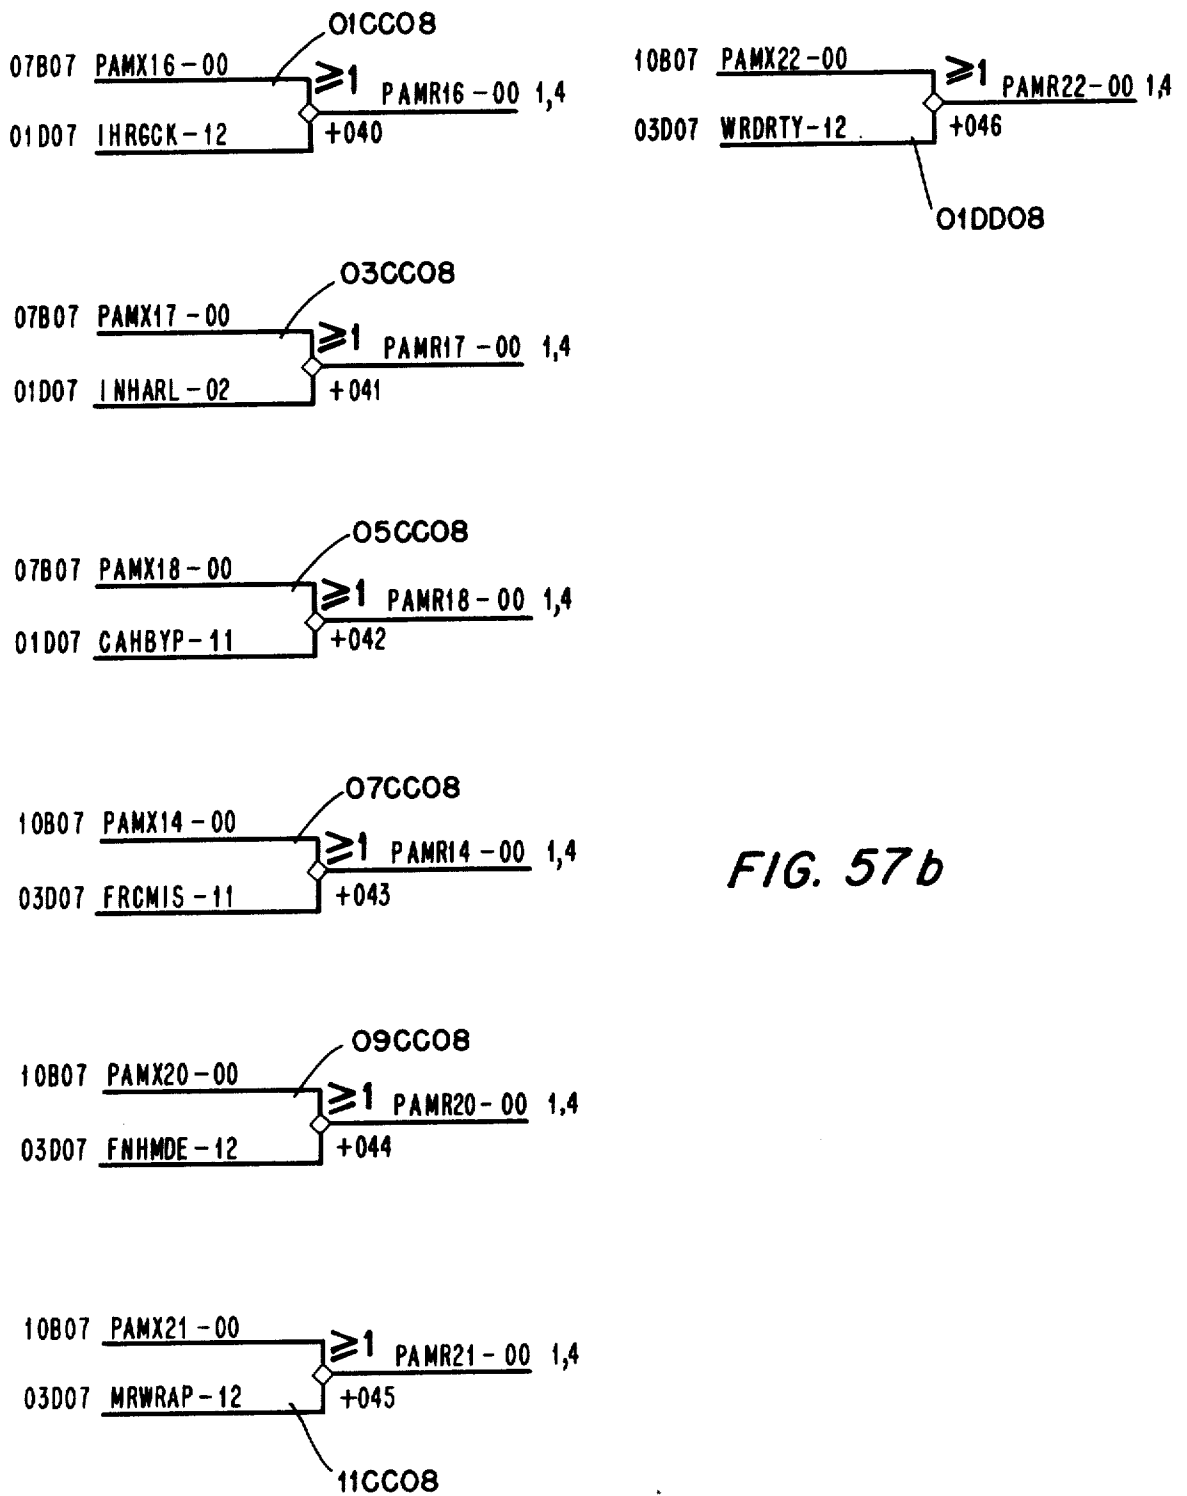 01CC08
07B07 PAMX16-00
≥1 PAMR16-00 1,4
01D07 IHRGCK-12
+040
10B07 PAMX22-00
≥1 PAMR22-00 1,4
03D07 WRDRTY-12
+046
01DD08
03CC08
07B07 PAMX17-00
≥1 PAMR17-00 1,4
01D07 INHARL-02
+041
05CC08
07B07 PAMX18-00
≥1 PAMR18-00 1,4
01D07 CAHBYP-11
+042
07CC08
10B07 PAMX14-00
≥1 PAMR14-00 1,4
03D07 FRCMIS-11
+043
FIG. 57b
09CC08
10B07 PAMX20-00
≥1 PAMR20-00 1,4
03D07 FNHMDE-12
+044
10B07 PAMX21-00
≥1 PAMR21-00 1,4
03D07 MRWRAP-12
+045
11CC08